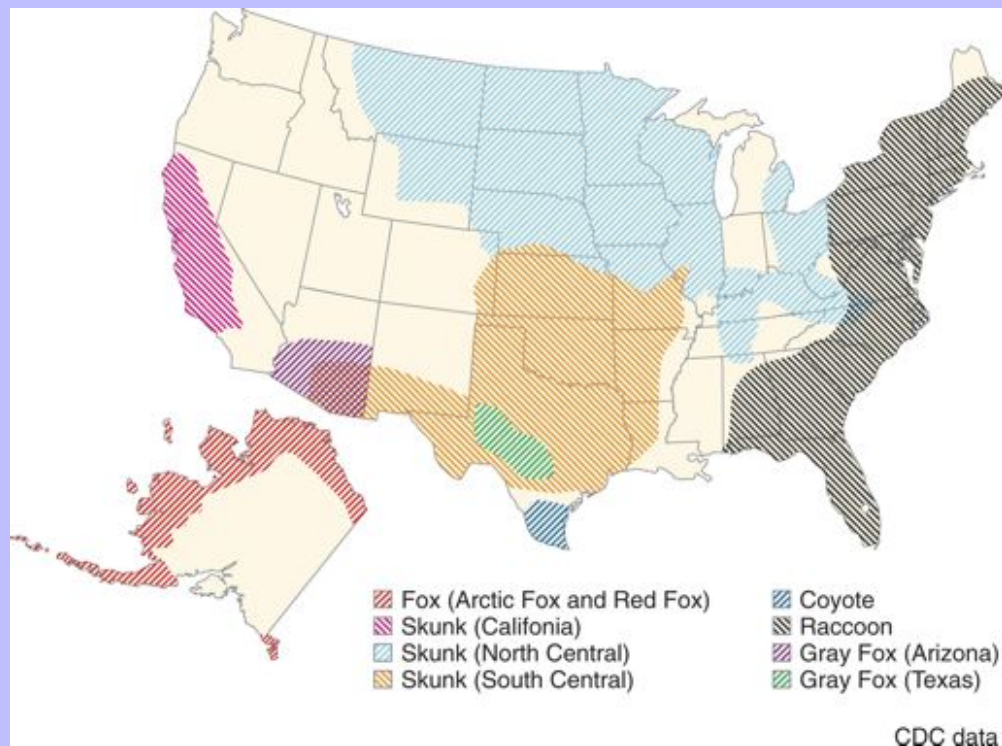 Fox (Arctic Fox and Red Fox)
Skunk (Califonia)
Skunk (North Central)
Skunk (South Central)
Coyote
Raccoon
Gray Fox (Arizona)
Gray Fox (Texas)
CDC data